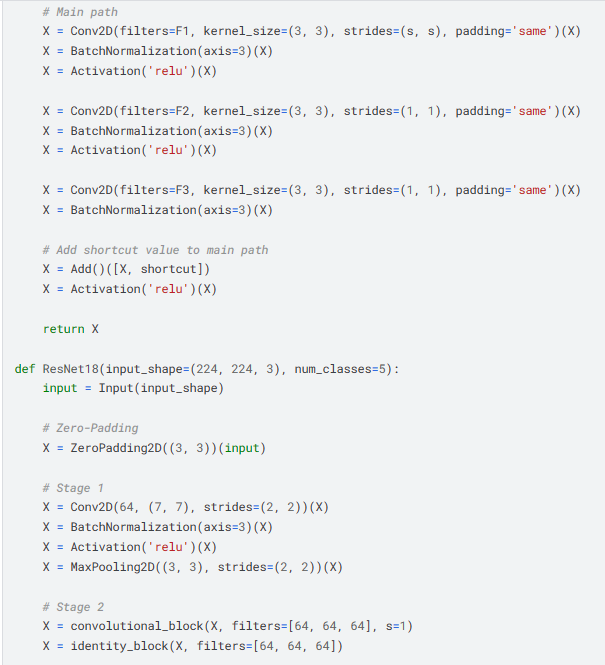 # Main path
X = Conv2D(filters=F1, kernel_size=(3, 3), strides=(s, s), padding='same')(X)
X = BatchNormalization(axis=3)(X)
X = Activation('relu')(X)
X = Conv2D(filters=F2, kernel_size=(3, 3), strides=(1, 1), padding='same')(X)
X = BatchNormalization(axis=3)(X)
X = Activation('relu')(X)
X = Conv2D(filters=F3, kernel_size=(3, 3), strides=(1, 1), padding='same')(X)
X = BatchNormalization(axis=3)(X)
# Add shortcut value to main path
X = Add()([X, shortcut])
X = Activation('relu')(X)
return X
def ResNet18(input_shape=(224, 224, 3), num_classes=5):
input = Input(input_shape)
# Zero-Padding
X = ZeroPadding2D((3, 3))(input)
# Stage 1
X = Conv2D(64, (7, 7), strides=(2, 2))(X)
X = BatchNormalization(axis=3)(X)
X = Activation('relu')(X)
X = MaxPooling2D((3, 3), strides=(2, 2))(X)
# Stage 2
X = convolutional_block(X, filters=[64, 64, 64], s=1)
X = identity_block(X, filters=[64, 64, 64])